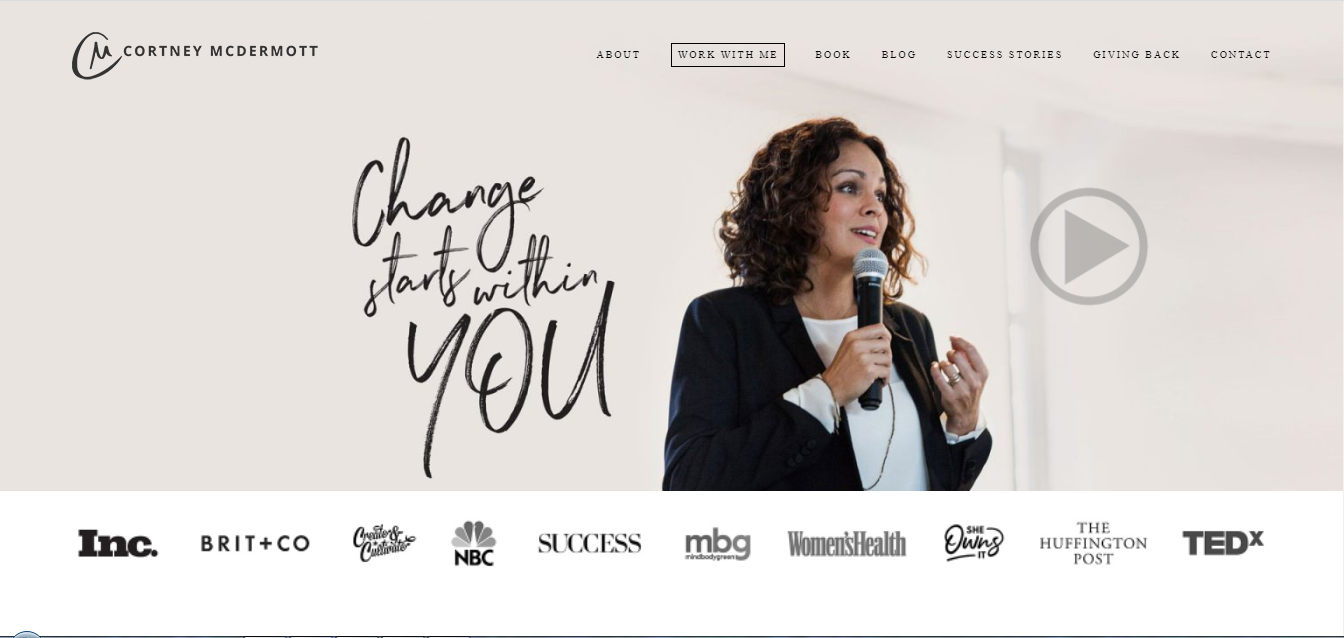 CORTNEY MCDERMOTT
ABOUT WORK WITH ME BOOK BLOG SUCCESS STORIES GIVING BACK CONTACT
Change
starts within
YOU
Inc. BRIT+CO Create & Cultivate NBC SUCCESS mbg mindbodygreen Women'sHealth SHE Owns IT THE HUFFINGTON POST TEDx